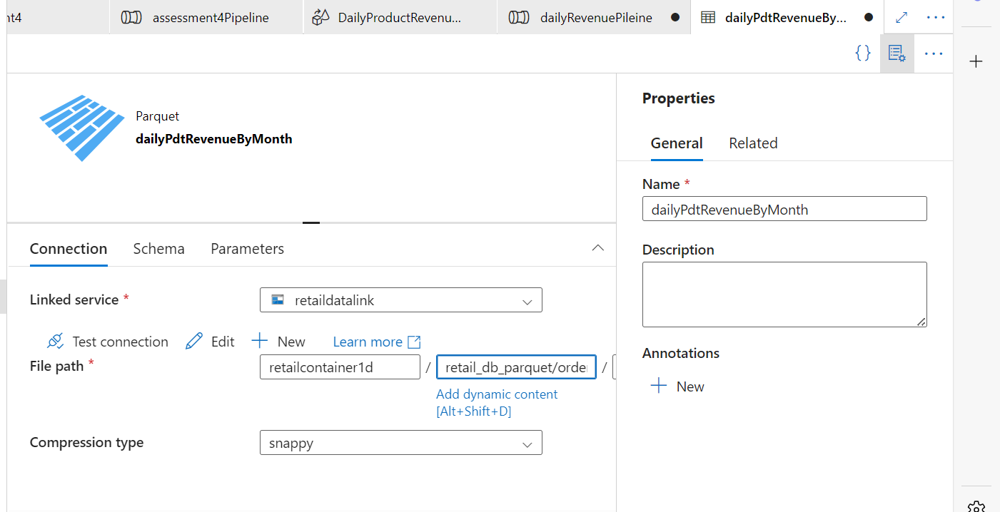 nt4
assessment4Pipeline
DailyProductRevenu...
dailyRevenuePileine
dailyPdtRevenueBy...
Parquet
dailyPdtRevenueByMonth
Connection
Schema
Parameters
Linked service *
retaildatalink
Test connection
Edit
New
Learn more
File path *
retailcontainer1d
/
retail_db_parquet/order
/
Add dynamic content
[Alt+Shift+D]
Compression type
snappy
Properties
General
Related
Name *
dailyPdtRevenueByMonth
Description
Annotations
New